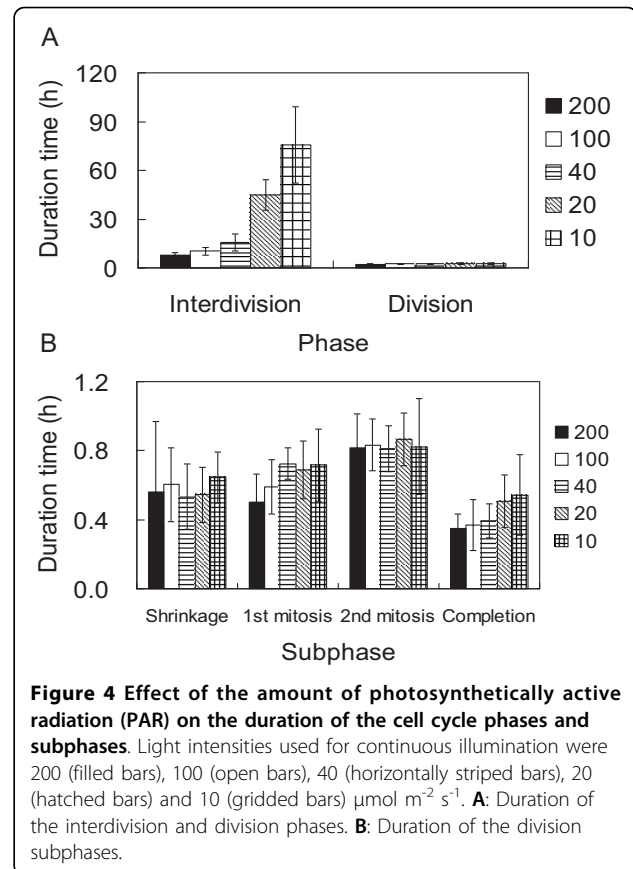 A
Duration time (h)
120
90
60
30
0
Interdivision Division
Phase
200
100
40
20
10
B
Duration time (h)
1.2
0.8
0.4
0.0
Shrinkage 1st mitosis 2nd mitosis Completion
Subphase
200
100
40
20
10
Figure 4 Effect of the amount of photosynthetically active
radiation (PAR) on the duration of the cell cycle phases and
subphases. Light intensities used for continuous illumination were
200 (filled bars), 100 (open bars), 40 (horizontally striped bars), 20
(hatched bars) and 10 (gridded bars) μmol m⁻² s⁻¹. A: Duration of
the interdivision and division phases. B: Duration of the division
subphases.